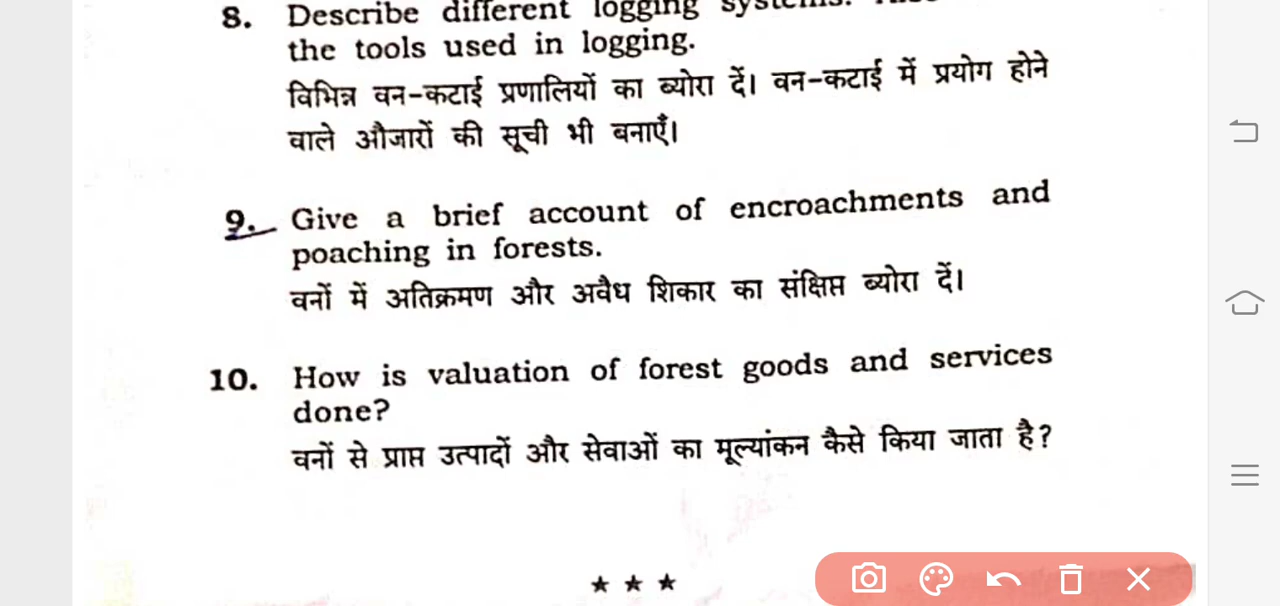 8. Describe different logging systems.
the tools used in logging.
विभिन्न वन-कटाई प्रणालियों का ब्योरा दें। वन-कटाई में प्रयोग होने
वाले औजारों की सूची भी बनाएँ।
9. Give a brief account of encroachments and
poaching in forests.
वनों में अतिक्रमण और अवैध शिकार का संक्षिप्त ब्योरा दें।
10. How is valuation of forest goods and services
done?
वनों से प्राप्त उत्पादों और सेवाओं का मूल्यांकन कैसे किया जाता है?
★ ★ ★